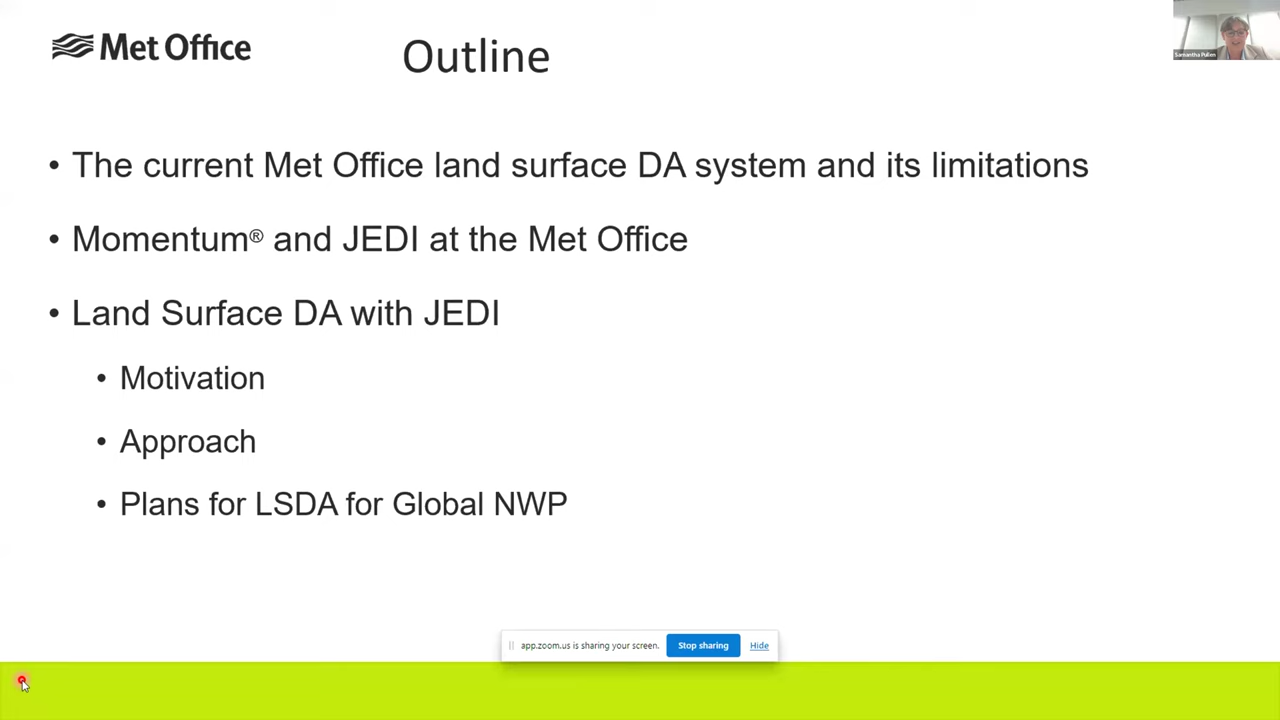 Met Office
Outline
Samantha Pullen
• The current Met Office land surface DA system and its limitations
• Momentum® and JEDI at the Met Office
• Land Surface DA with JEDI
• Motivation
• Approach
• Plans for LSDA for Global NWP
app.zoom.us is sharing your screen.
Stop sharing
Hide